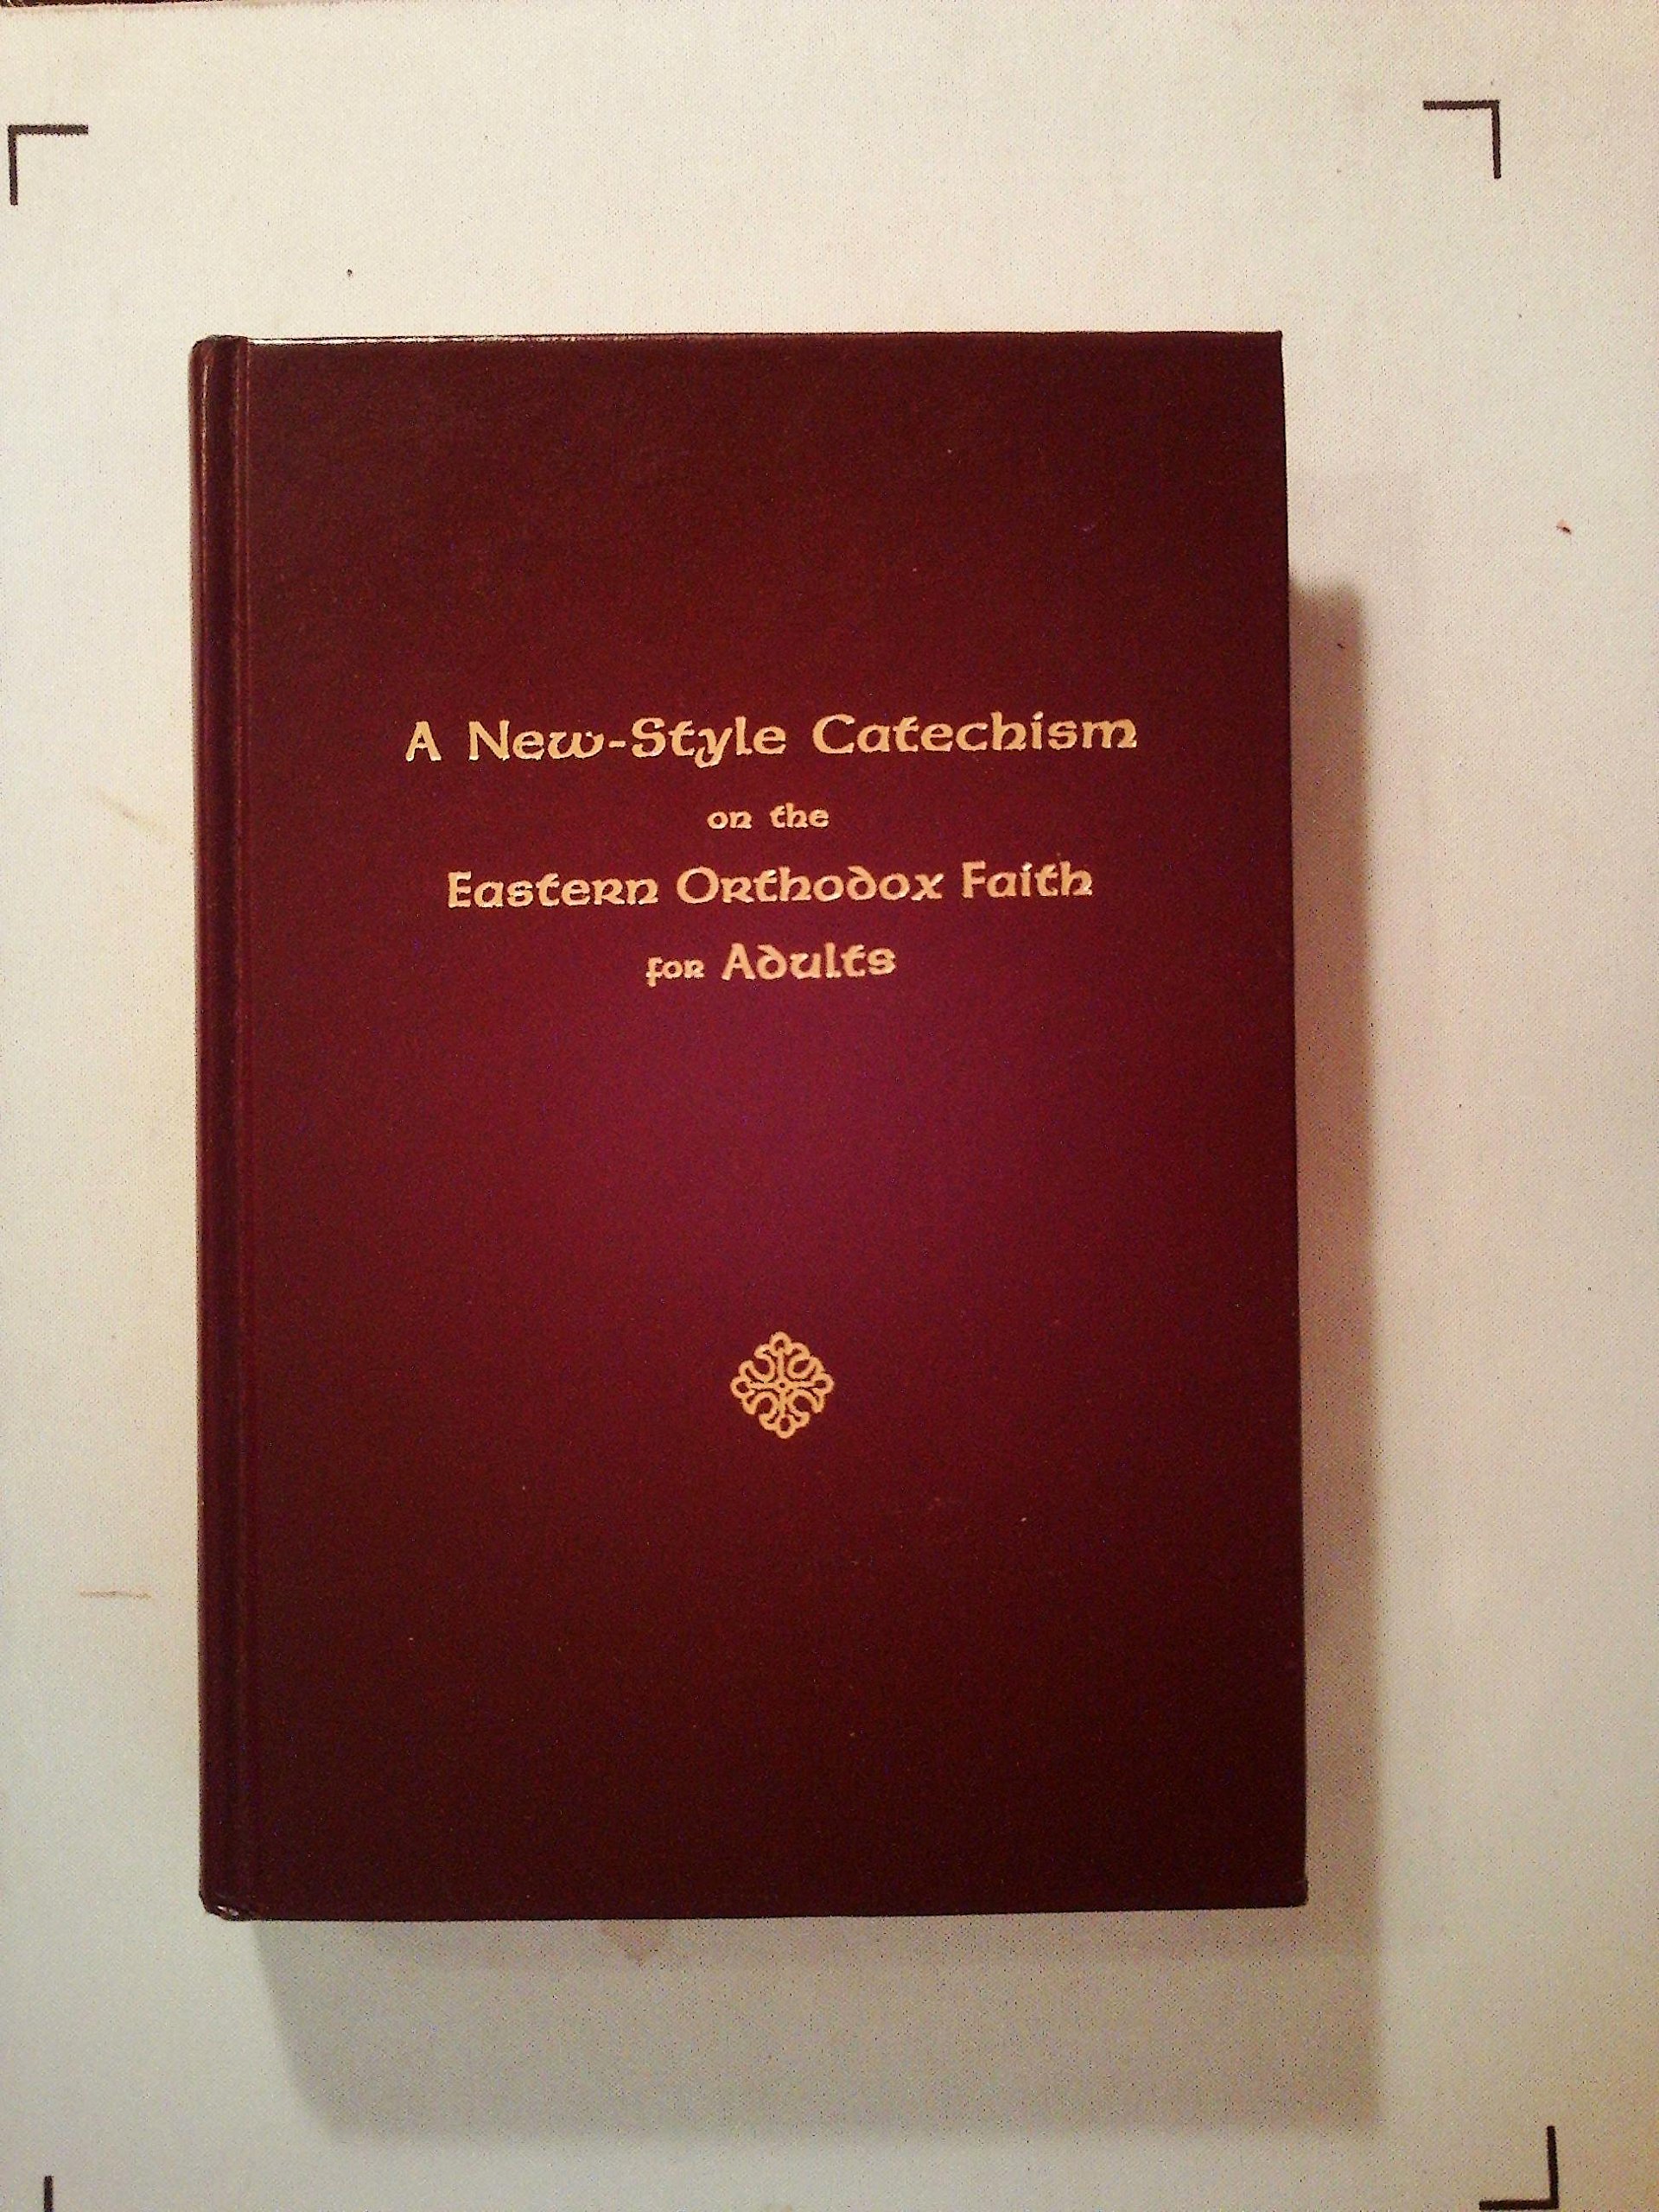 A New-Style Catechism
on the
Eastern Orthodox Faith
for Adults